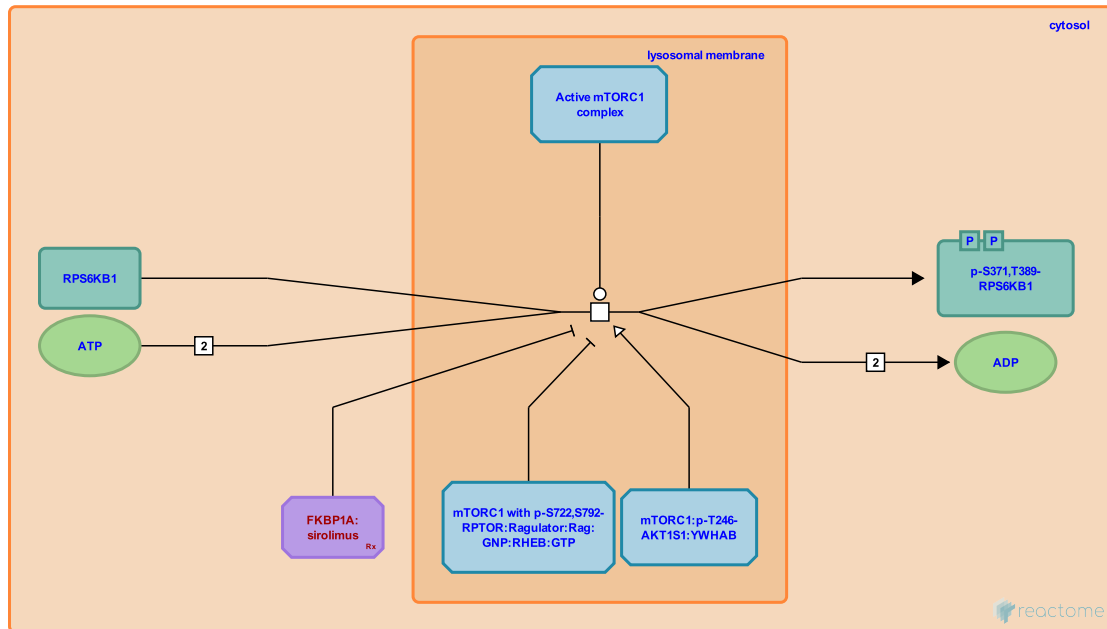 cytosol
lysosomal membrane
Active mTORC1
complex
P P
RPS6KB1
p-S371,T389-
RPS6KB1
ATP
2
2
ADP
FKBP1A:
sirolimus
Rx
mTORC1 with p-S722,S792-
RPTOR:Ragulator:Rag:
GNP:RHEB:GTP
mTORC1:p-T246-
AKT1S1:YWHAB
reactome